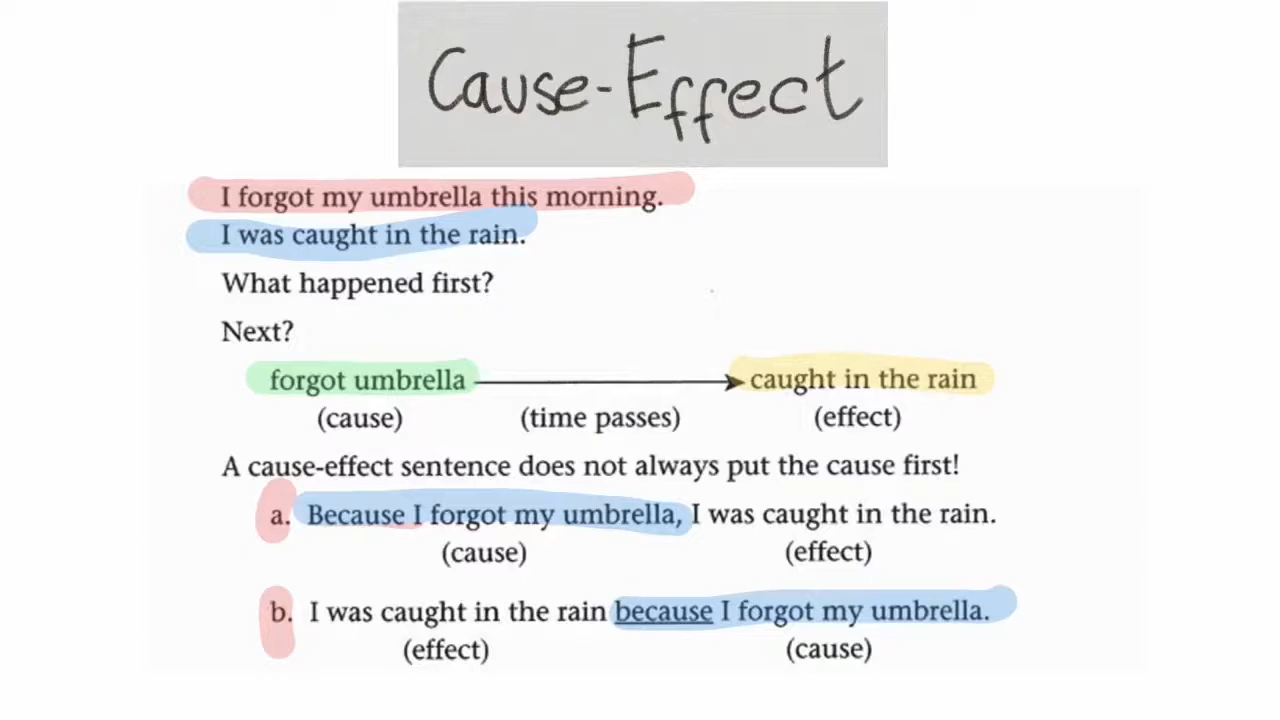 Cause-Effect
I forgot my umbrella this morning.
I was caught in the rain.
What happened first?
Next?
forgot umbrella caught in the rain
(cause) (time passes) (effect)
A cause-effect sentence does not always put the cause first!
a. Because I forgot my umbrella, I was caught in the rain.
(cause) (effect)
b. I was caught in the rain because I forgot my umbrella.
(effect) (cause)